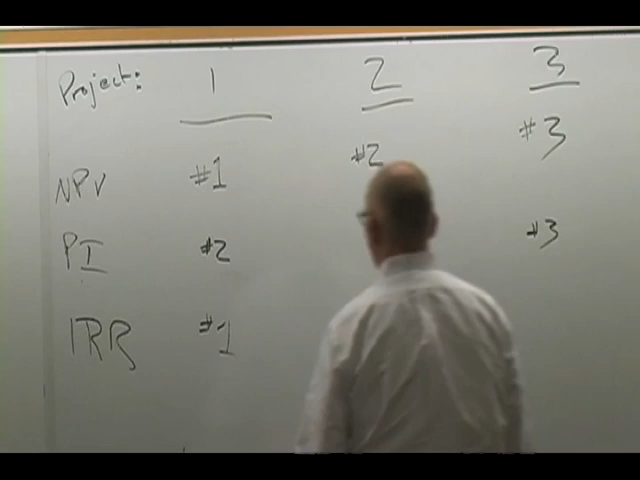 Project: 1 2 3
NPV #1 #2 #3
PI #2 #3
IRR #1